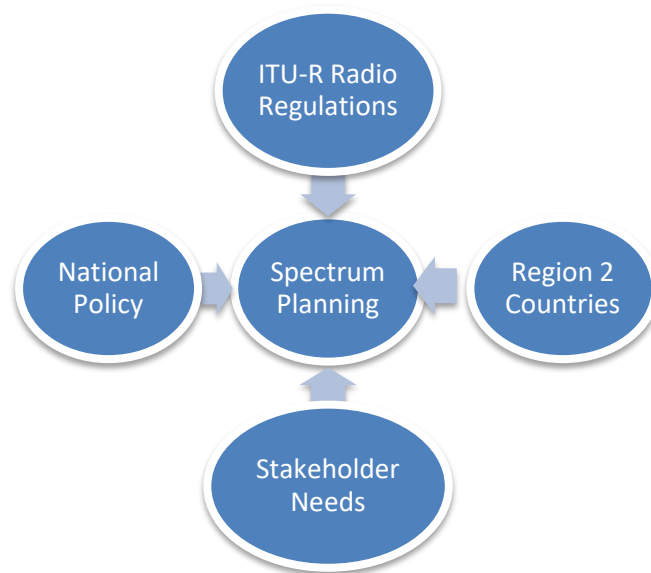 ITU-R Radio
Regulations
National
Policy
Spectrum
Planning
Region 2
Countries
Stakeholder
Needs